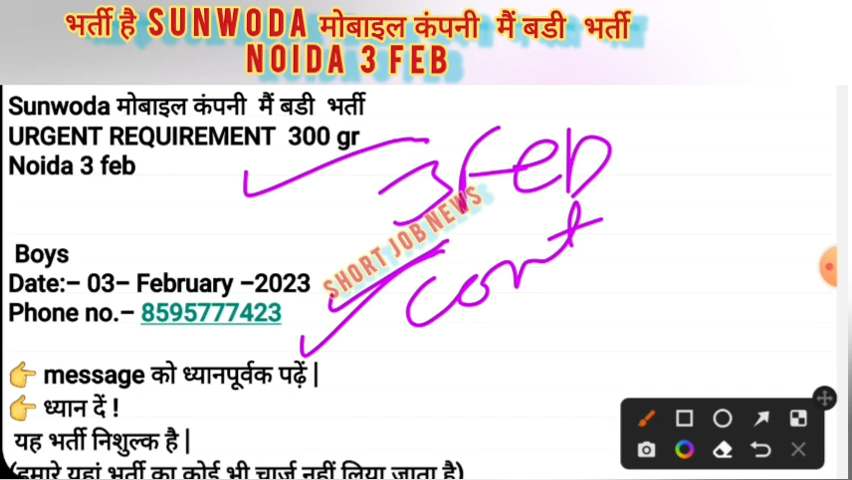 भर्ती है SUNWODA मोबाइल कंपनी मैं बडी भर्ती
NOIDA 3 FEB
Sunwoda मोबाइल कंपनी मैं बडी भर्ती
URGENT REQUIREMENT 300 gr
Noida 3 feb
3 Feb
SHORT JOB NEWS
cont
Boys
Date:– 03– February –2023
Phone no.– 8595777423
👉 message को ध्यानपूर्वक पढ़ें |
👉 ध्यान दें !
यह भर्ती निशुल्क है |
(हमारे यहां भर्ती का कोई भी चार्ज नहीं लिया जाता है)